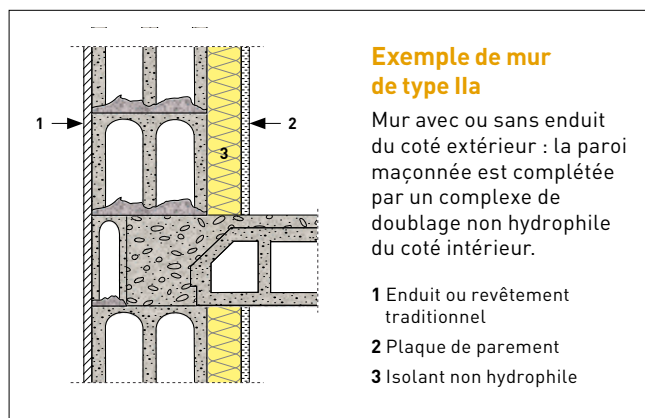 Exemple de mur
de type IIa
Mur avec ou sans enduit
du coté extérieur : la paroi
maçonnée est complétée
par un complexe de
doublage non hydrophile
du coté intérieur.
1 Enduit ou revêtement
traditionnel
2 Plaque de parement
3 Isolant non hydrophile
1
2
3